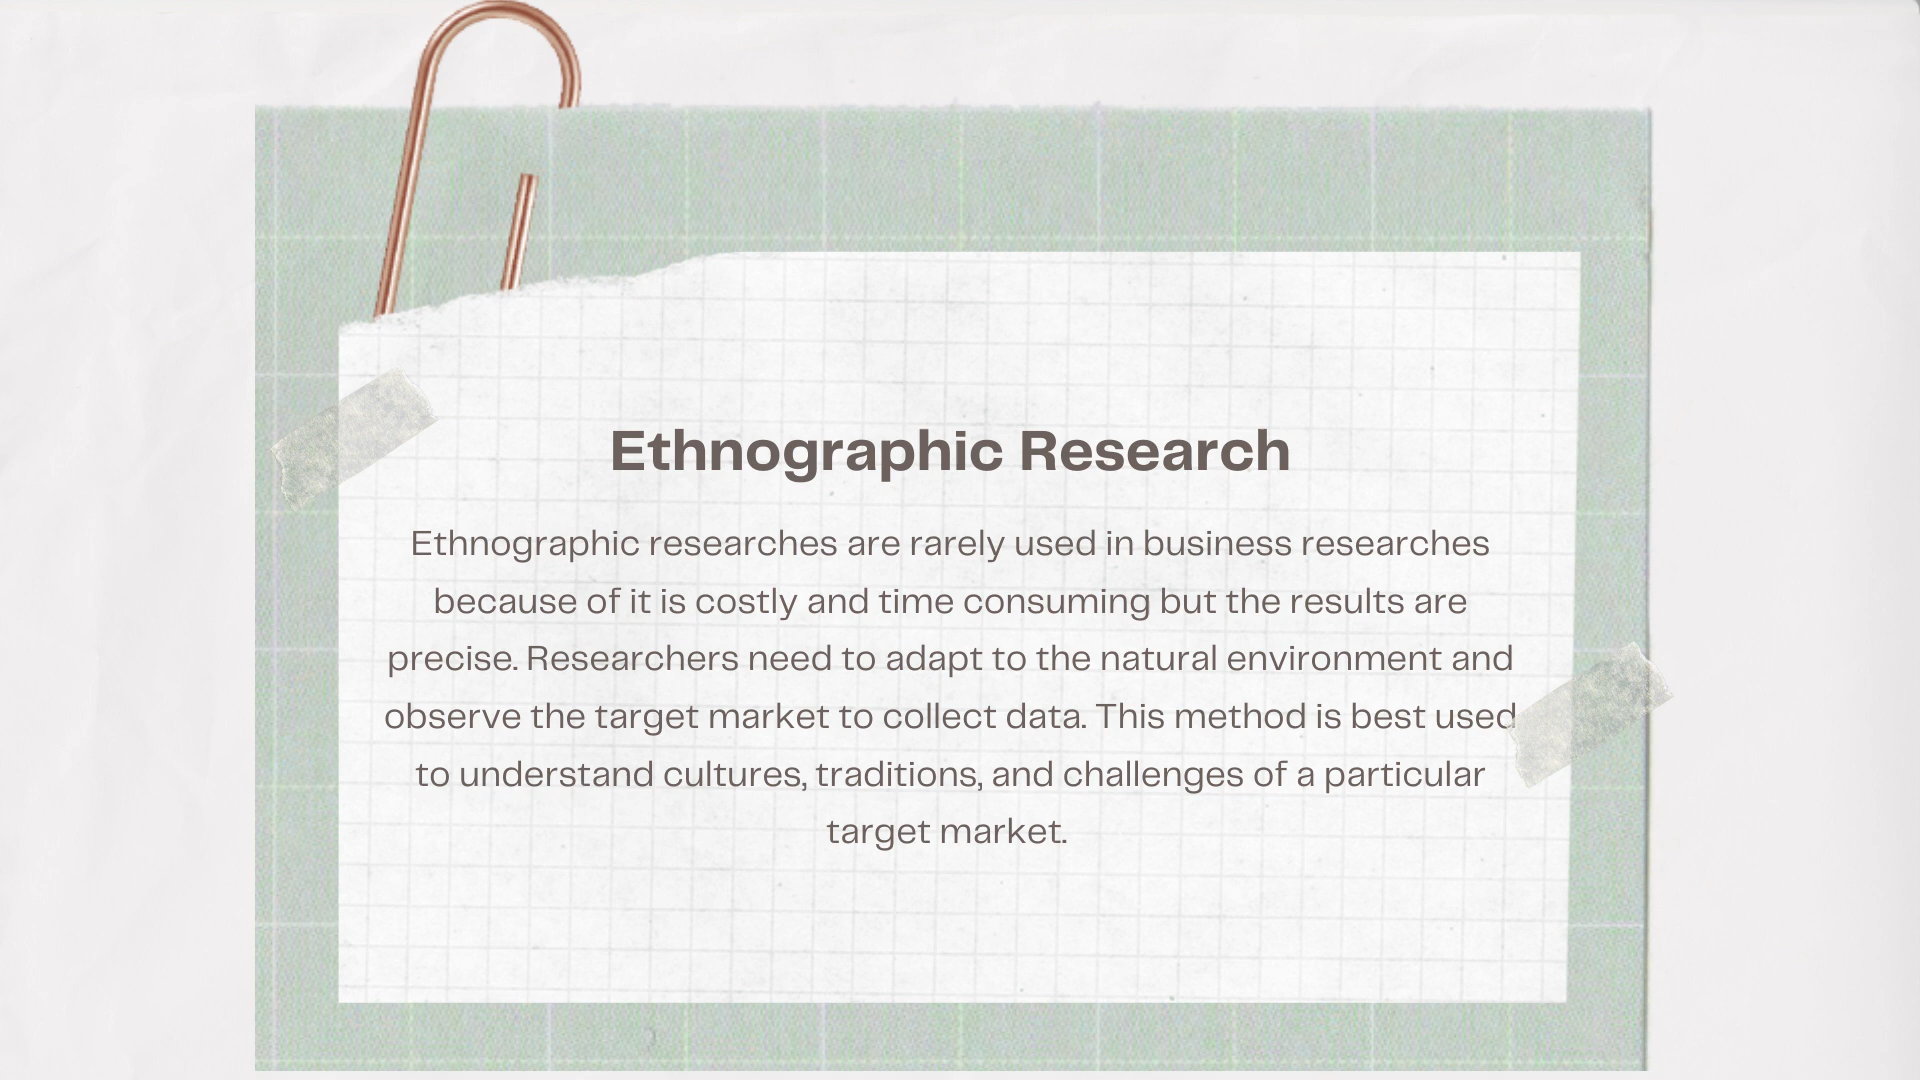 Ethnographic Research
Ethnographic researches are rarely used in business researches
because of it is costly and time consuming but the results are
precise. Researchers need to adapt to the natural environment and
observe the target market to collect data. This method is best used
to understand cultures, traditions, and challenges of a particular
target market.